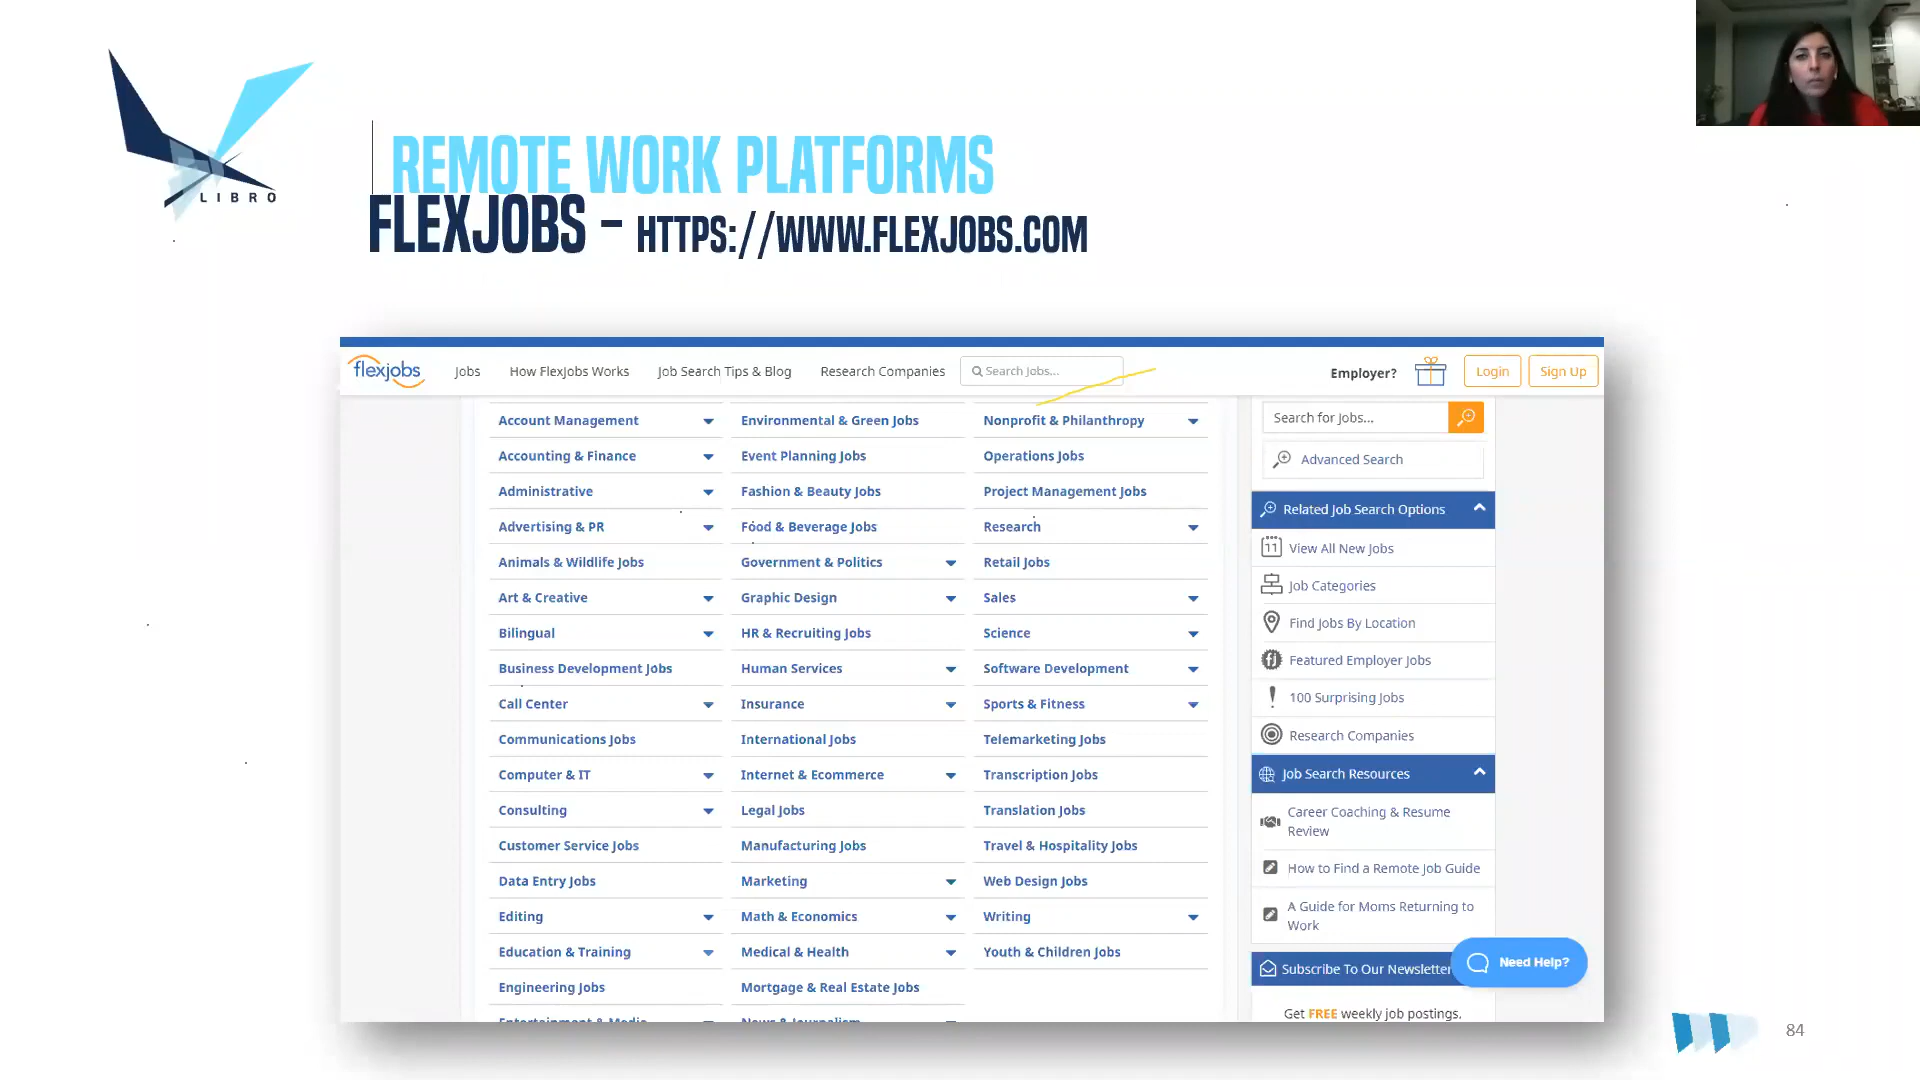 LIBRO
REMOTE WORK PLATFORMS
FLEXJOBS – HTTPS://WWW.FLEXJOBS.COM
flexjobs
Jobs
How FlexJobs Works
Job Search Tips & Blog
Research Companies
Search Jobs...
Employer?
Login
Sign Up
Account Management
Accounting & Finance
Administrative
Advertising & PR
Animals & Wildlife Jobs
Art & Creative
Bilingual
Business Development Jobs
Call Center
Communications Jobs
Computer & IT
Consulting
Customer Service Jobs
Data Entry Jobs
Editing
Education & Training
Engineering Jobs
Entertainment & Media
Environmental & Green Jobs
Event Planning Jobs
Fashion & Beauty Jobs
Food & Beverage Jobs
Government & Politics
Graphic Design
HR & Recruiting Jobs
Human Services
Insurance
International Jobs
Internet & Ecommerce
Legal Jobs
Manufacturing Jobs
Marketing
Math & Economics
Medical & Health
Mortgage & Real Estate Jobs
News & Journalism
Nonprofit & Philanthropy
Operations Jobs
Project Management Jobs
Research
Retail Jobs
Sales
Science
Software Development
Sports & Fitness
Telemarketing Jobs
Transcription Jobs
Translation Jobs
Travel & Hospitality Jobs
Web Design Jobs
Writing
Youth & Children Jobs
Search for Jobs...
Advanced Search
Related Job Search Options
11
View All New Jobs
Job Categories
Find Jobs By Location
fj
Featured Employer Jobs
100 Surprising Jobs
Research Companies
Job Search Resources
Career Coaching & Resume
Review
How to Find a Remote Job Guide
A Guide for Moms Returning to
Work
Subscribe To Our Newsletter
Need Help?
Get FREE weekly job postings.
84